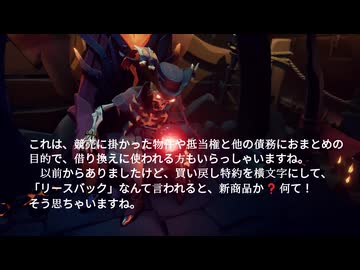 これは、競売に掛かった物件や抵当権と他の債務におまとめの
目的で、借り換えに使われる方もいらっしゃいますね。
　以前からありましたけど、買い戻し特約を横文字にして、
「リースバック」なんて言われると、新商品か❓何て！
そう思ちゃいますね。